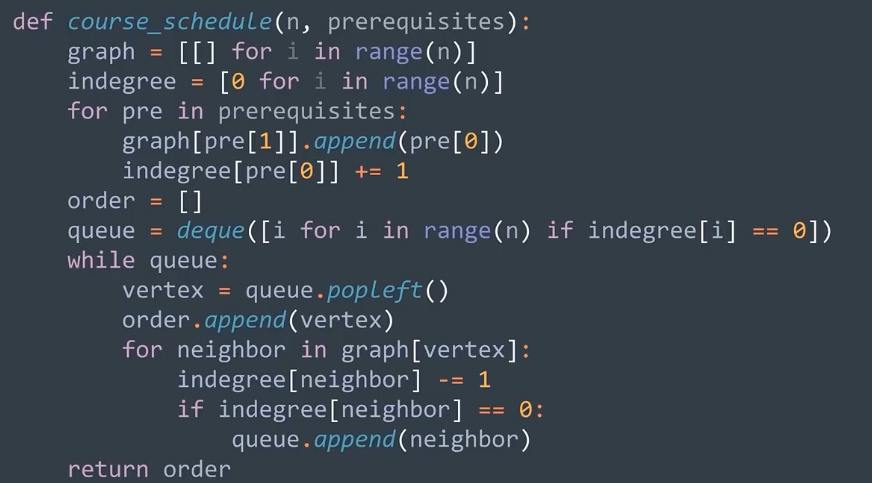 def course_schedule(n, prerequisites):
    graph = [[] for i in range(n)]
    indegree = [0 for i in range(n)]
    for pre in prerequisites:
        graph[pre[1]].append(pre[0])
        indegree[pre[0]] += 1
    order = []
    queue = deque([i for i in range(n) if indegree[i] == 0])
    while queue:
        vertex = queue.popleft()
        order.append(vertex)
        for neighbor in graph[vertex]:
            indegree[neighbor] -= 1
            if indegree[neighbor] == 0:
                queue.append(neighbor)
    return order